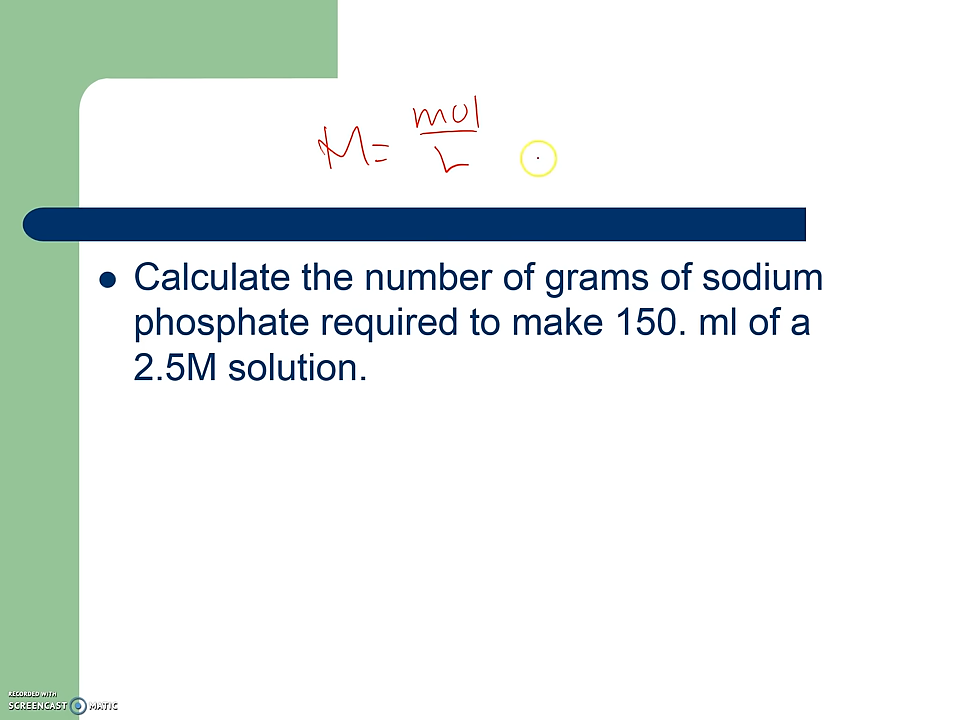 M = mol
L
Calculate the number of grams of sodium
phosphate required to make 150. ml of a
2.5M solution.
RECORDED WITH
SCREENCAST MATIC